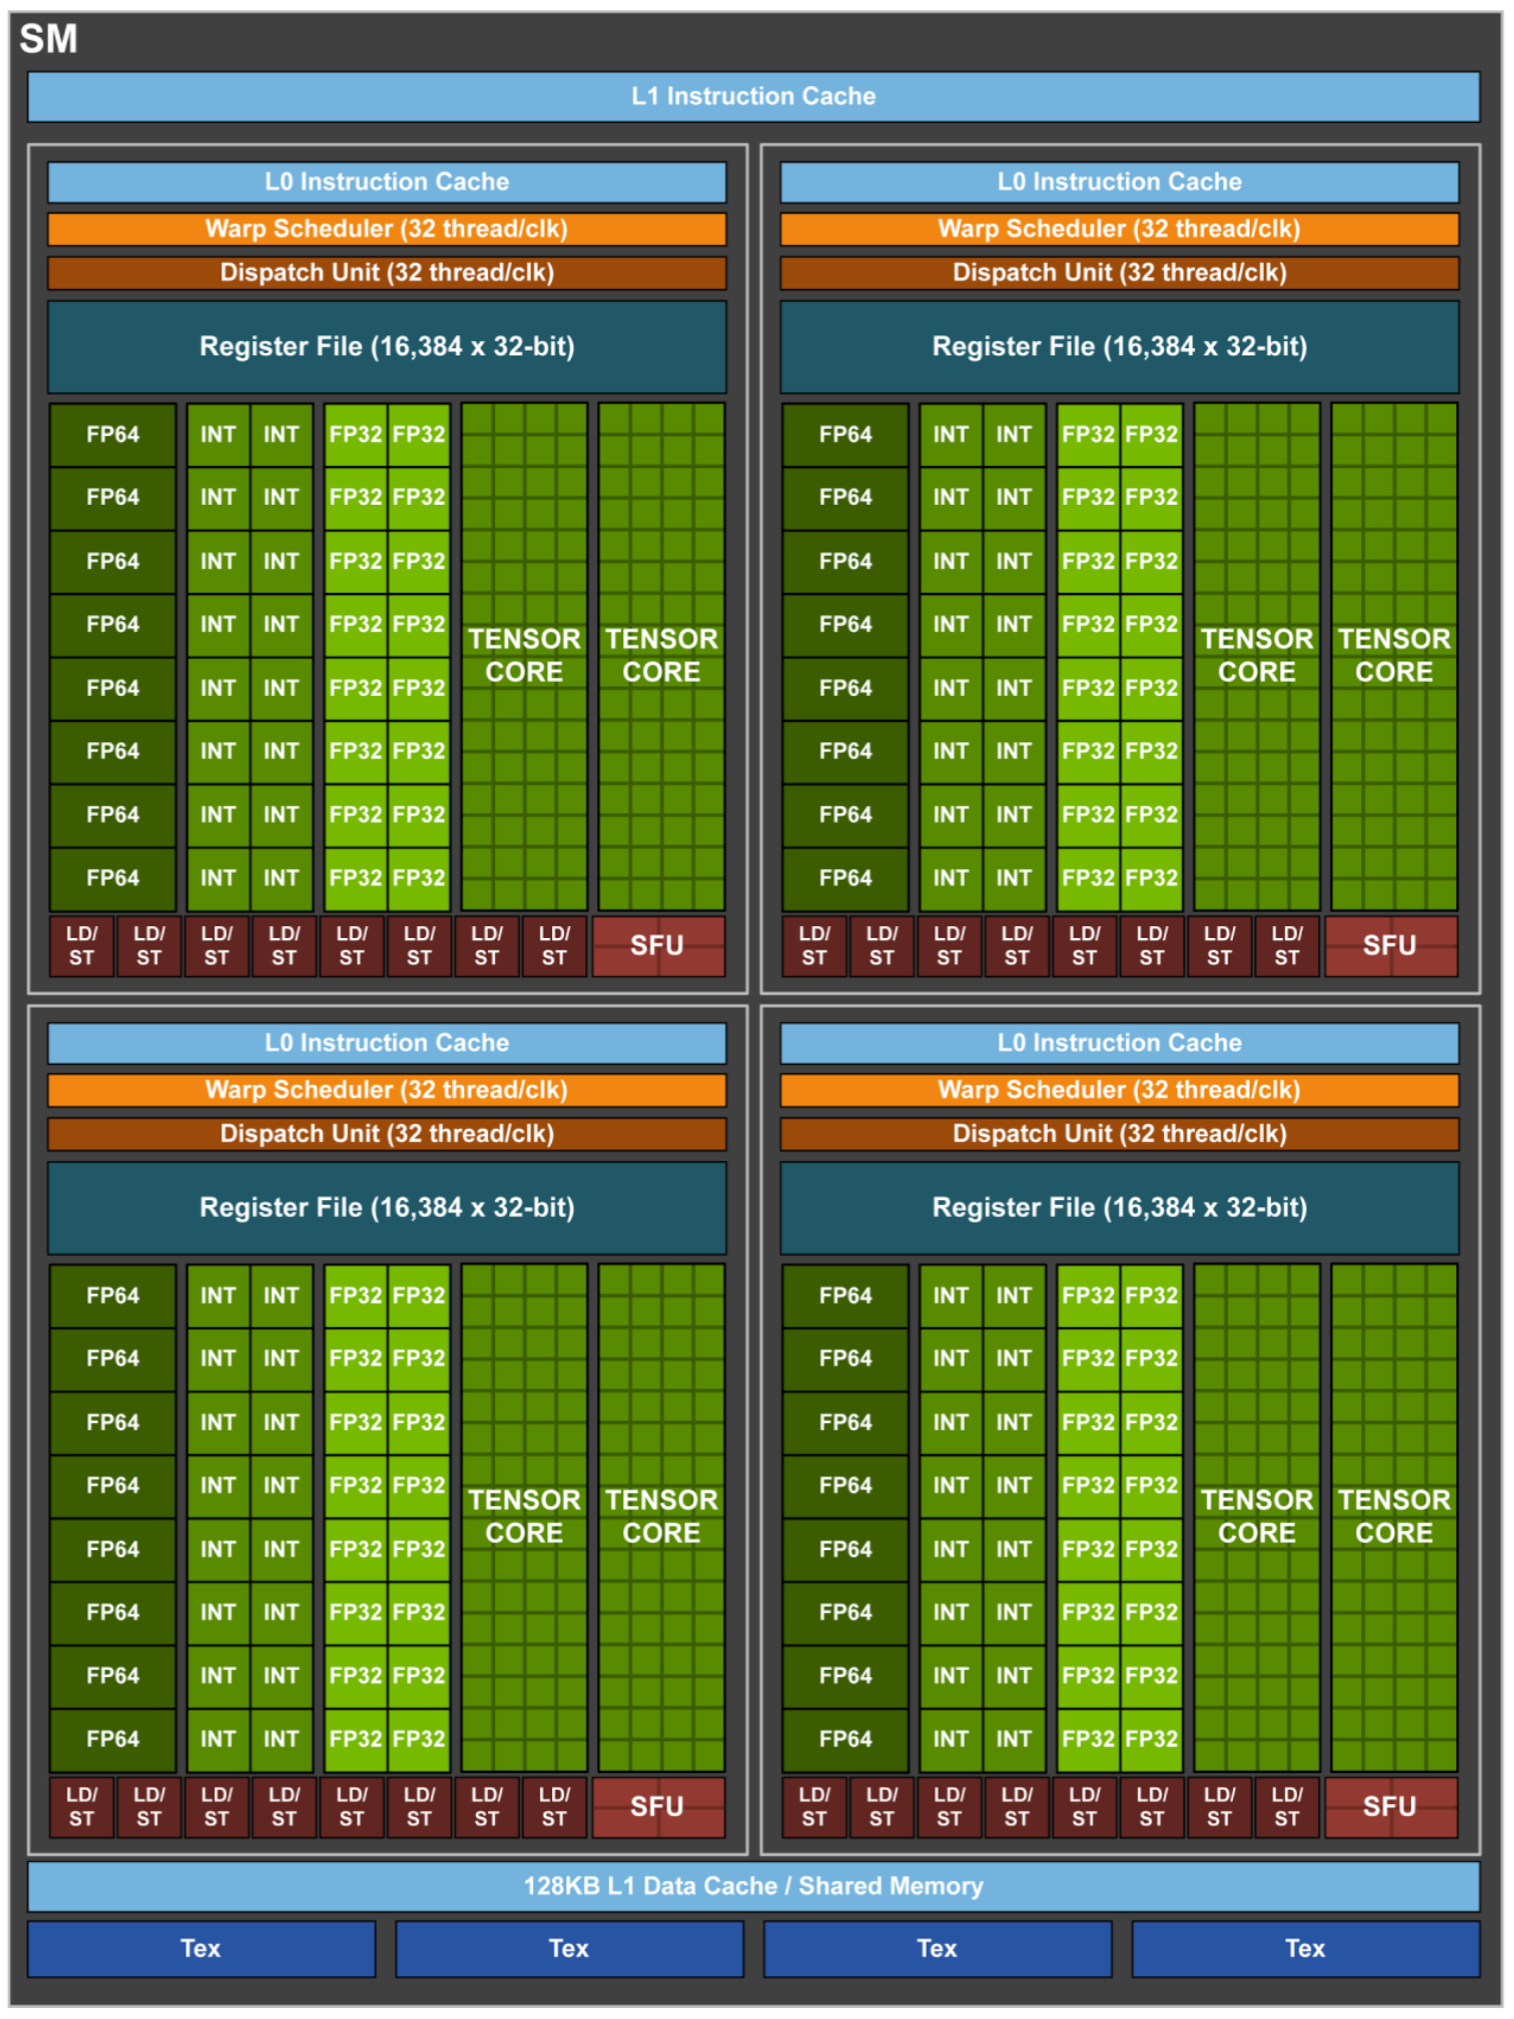 SM
L1 Instruction Cache
L0 Instruction Cache
Warp Scheduler (32 thread/clk)
Dispatch Unit (32 thread/clk)
Register File (16,384 x 32-bit)
FP64 INT INT FP32 FP32
FP64 INT INT FP32 FP32
FP64 INT INT FP32 FP32
FP64 INT INT FP32 FP32
TENSOR TENSOR
CORE CORE
FP64 INT INT FP32 FP32
FP64 INT INT FP32 FP32
FP64 INT INT FP32 FP32
FP64 INT INT FP32 FP32
LD/ LD/ LD/ LD/ LD/ LD/ LD/ LD/
ST ST ST ST ST ST ST ST
SFU
L0 Instruction Cache
Warp Scheduler (32 thread/clk)
Dispatch Unit (32 thread/clk)
Register File (16,384 x 32-bit)
FP64 INT INT FP32 FP32
FP64 INT INT FP32 FP32
FP64 INT INT FP32 FP32
FP64 INT INT FP32 FP32
TENSOR TENSOR
CORE CORE
FP64 INT INT FP32 FP32
FP64 INT INT FP32 FP32
FP64 INT INT FP32 FP32
FP64 INT INT FP32 FP32
LD/ LD/ LD/ LD/ LD/ LD/ LD/ LD/
ST ST ST ST ST ST ST ST
SFU
L0 Instruction Cache
Warp Scheduler (32 thread/clk)
Dispatch Unit (32 thread/clk)
Register File (16,384 x 32-bit)
FP64 INT INT FP32 FP32
FP64 INT INT FP32 FP32
FP64 INT INT FP32 FP32
FP64 INT INT FP32 FP32
TENSOR TENSOR
CORE CORE
FP64 INT INT FP32 FP32
FP64 INT INT FP32 FP32
FP64 INT INT FP32 FP32
FP64 INT INT FP32 FP32
LD/ LD/ LD/ LD/ LD/ LD/ LD/ LD/
ST ST ST ST ST ST ST ST
SFU
L0 Instruction Cache
Warp Scheduler (32 thread/clk)
Dispatch Unit (32 thread/clk)
Register File (16,384 x 32-bit)
FP64 INT INT FP32 FP32
FP64 INT INT FP32 FP32
FP64 INT INT FP32 FP32
FP64 INT INT FP32 FP32
TENSOR TENSOR
CORE CORE
FP64 INT INT FP32 FP32
FP64 INT INT FP32 FP32
FP64 INT INT FP32 FP32
FP64 INT INT FP32 FP32
LD/ LD/ LD/ LD/ LD/ LD/ LD/ LD/
ST ST ST ST ST ST ST ST
SFU
128KB L1 Data Cache / Shared Memory
Tex Tex Tex Tex